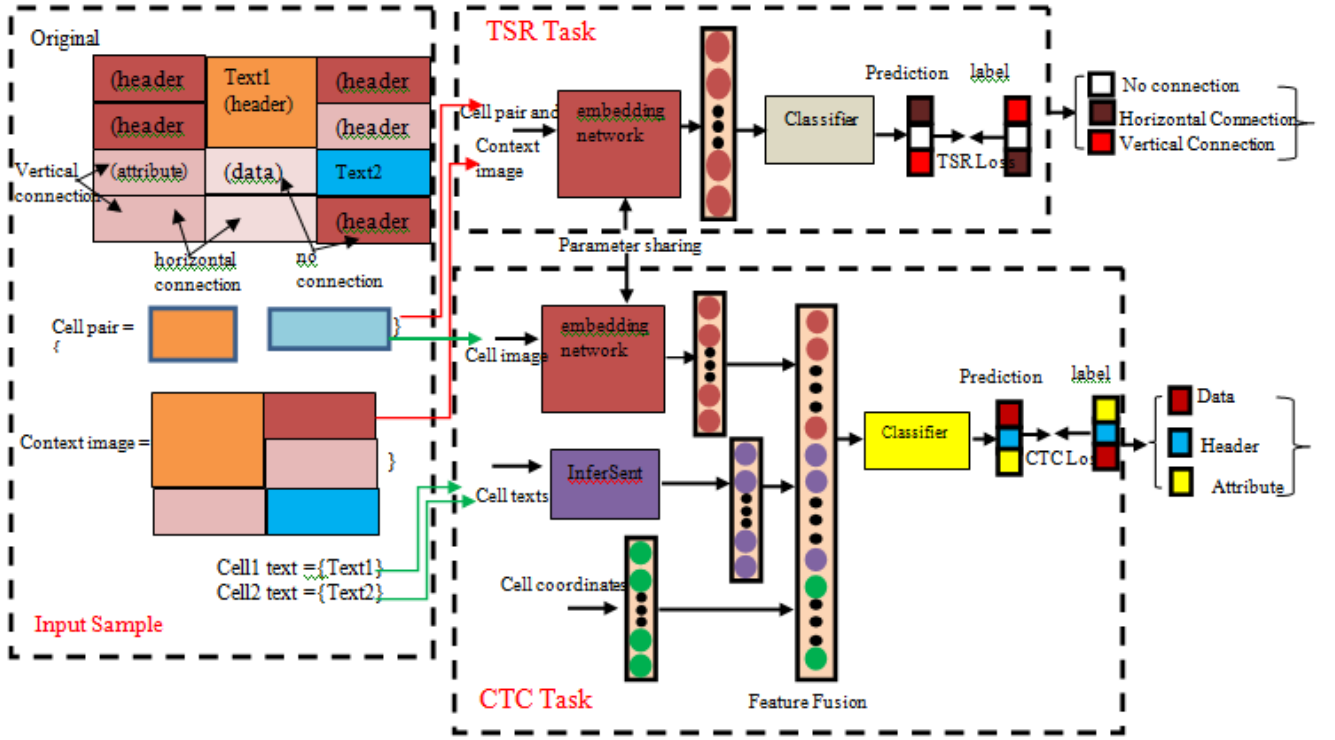 Original
(header
Text1
(header)
(header
(header
(header
Vertical
connection
(attribute)
(data)
Text2
(header
horizontal
connection
no
connection
Cell pair =
{
}
Context image =
}
Cell1 text ={Text1}
Cell2 text ={Text2}
Input Sample
TSR Task
Cell pair and
Context
image
embedding
network
Classifier
Prediction
label
TSR Loss
No connection
Horizontal Connection
Vertical Connection
Parameter sharing
Cell image
embedding
network
Cell texts
InferSent
Cell coordinates
Classifier
Prediction
label
CTC Los
Data
Header
Attribute
Feature Fusion
CTC Task